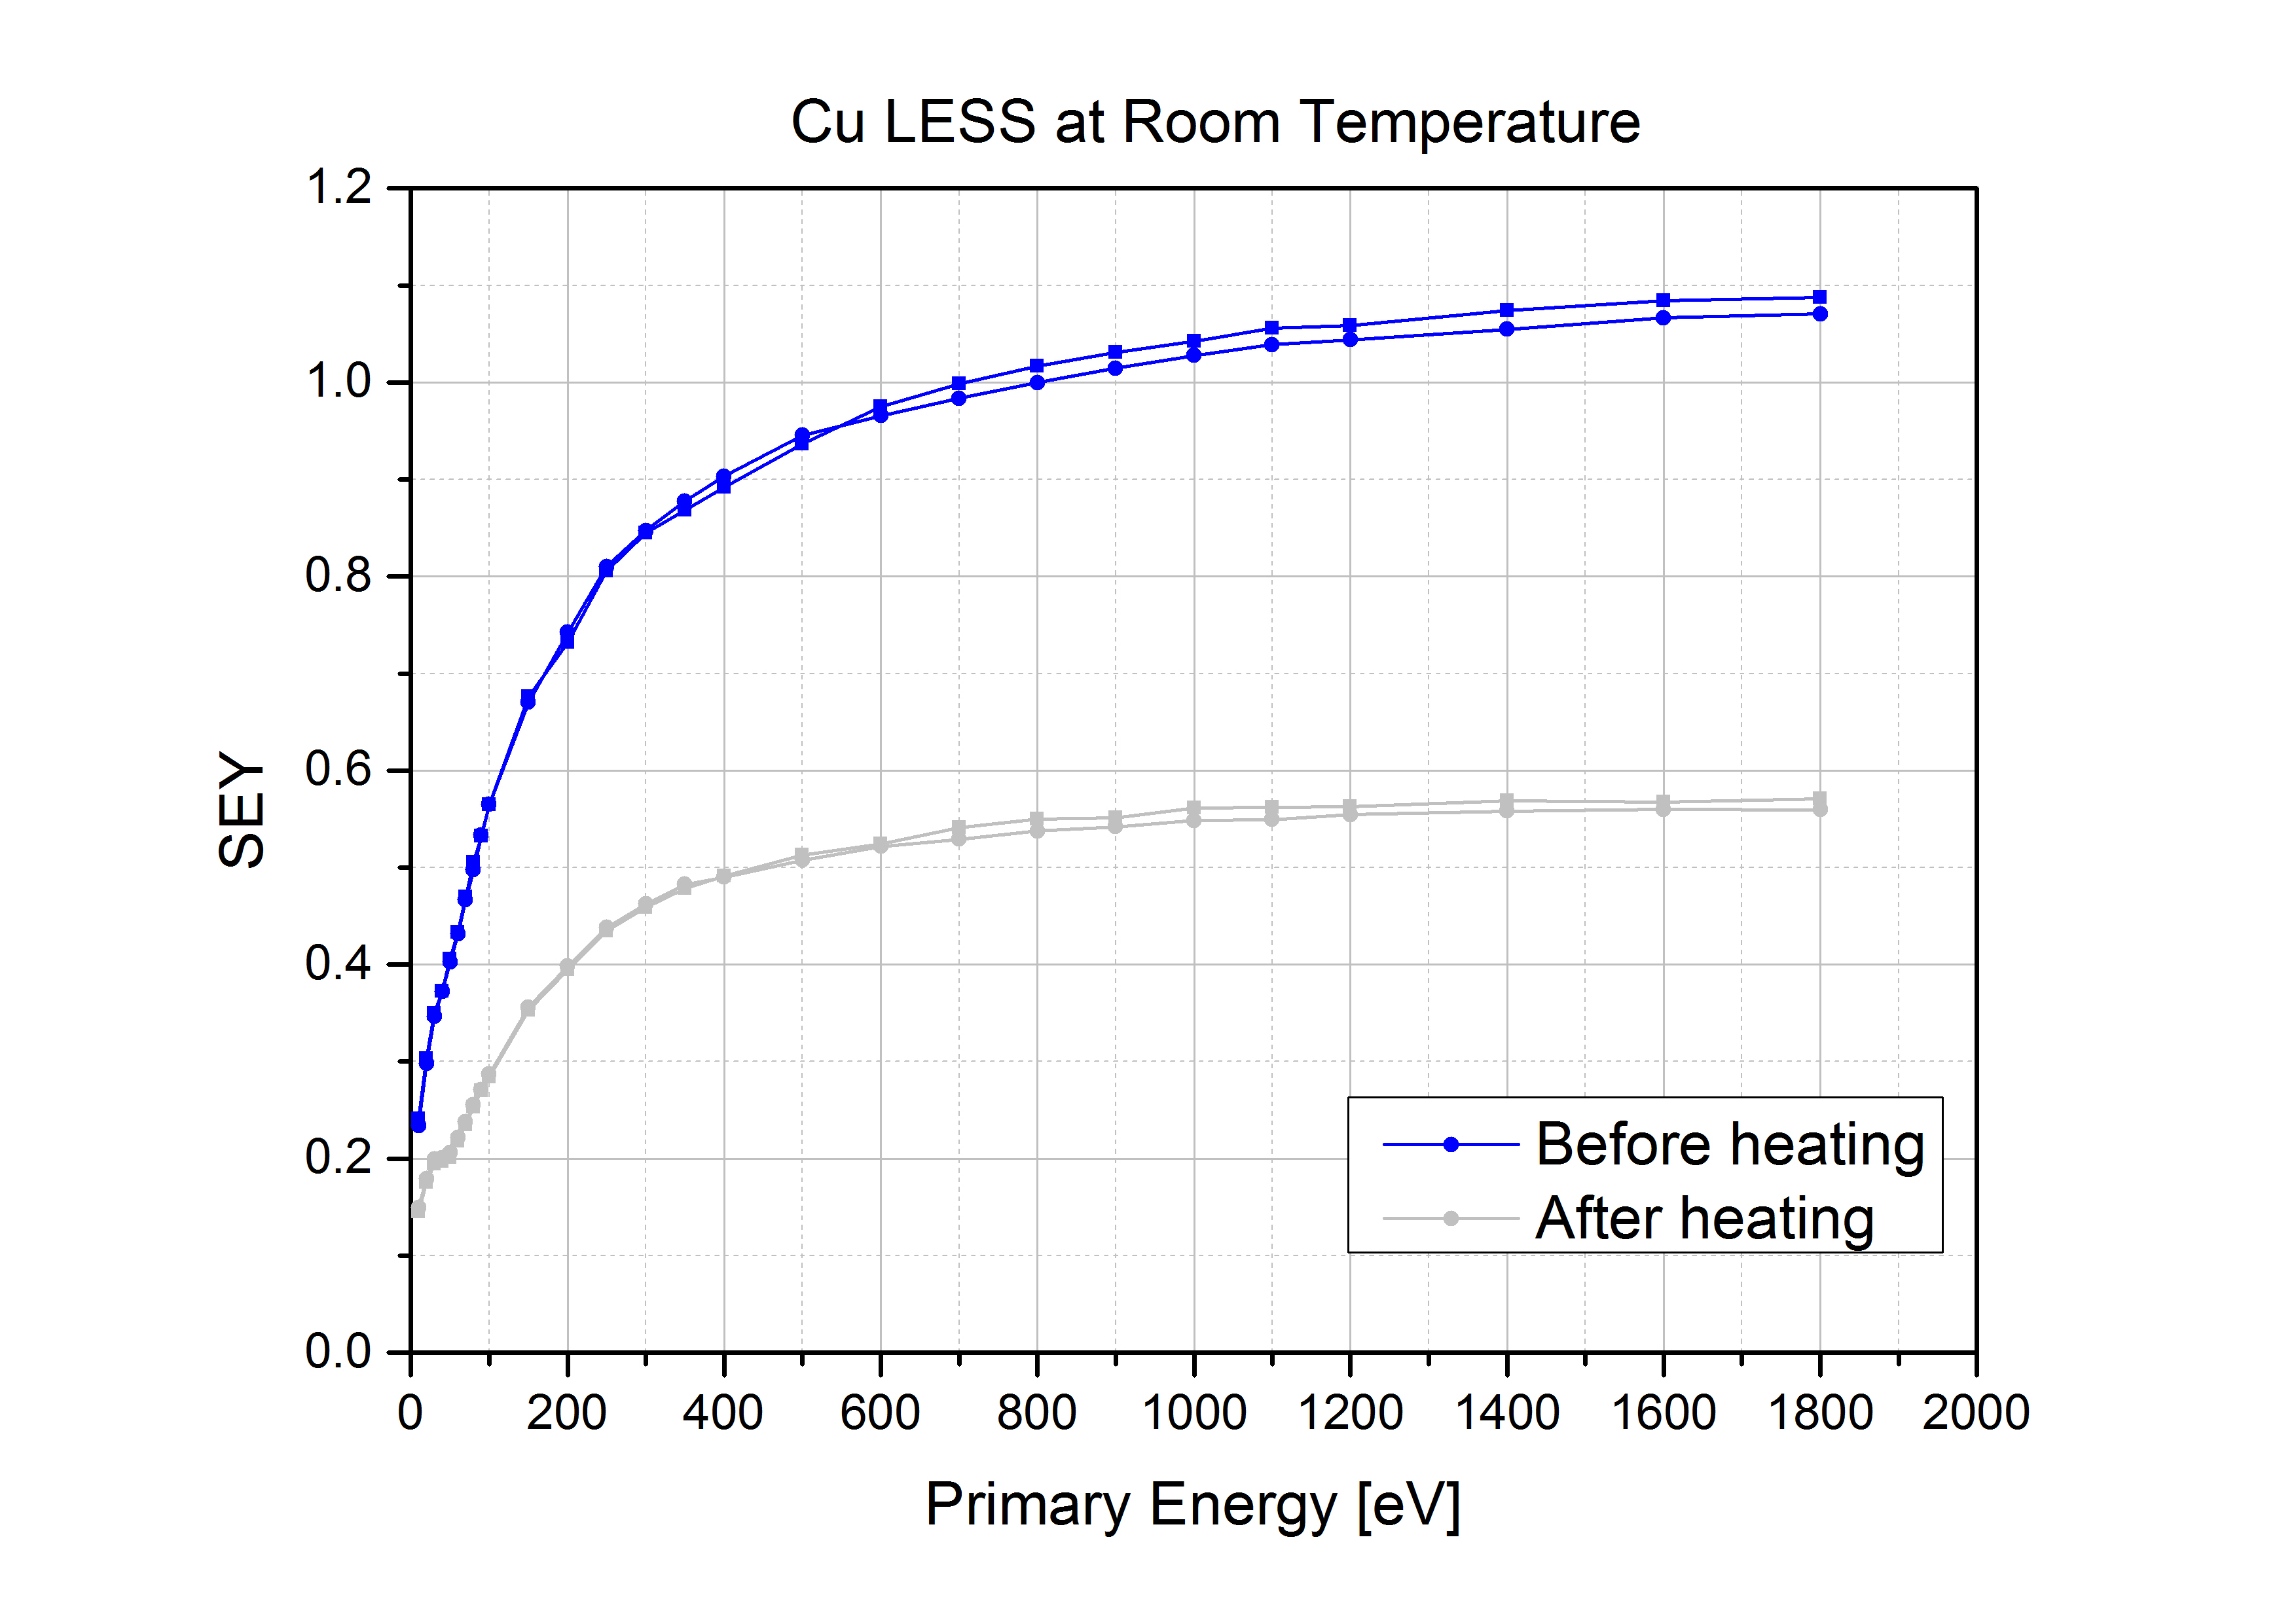 Cu LESS at Room Temperature
1.2
1.0
0.8
0.6
0.4
0.2
0.0
SEY
Before heating
After heating
0 200 400 600 800 1000 1200 1400 1600 1800 2000
Primary Energy [eV]